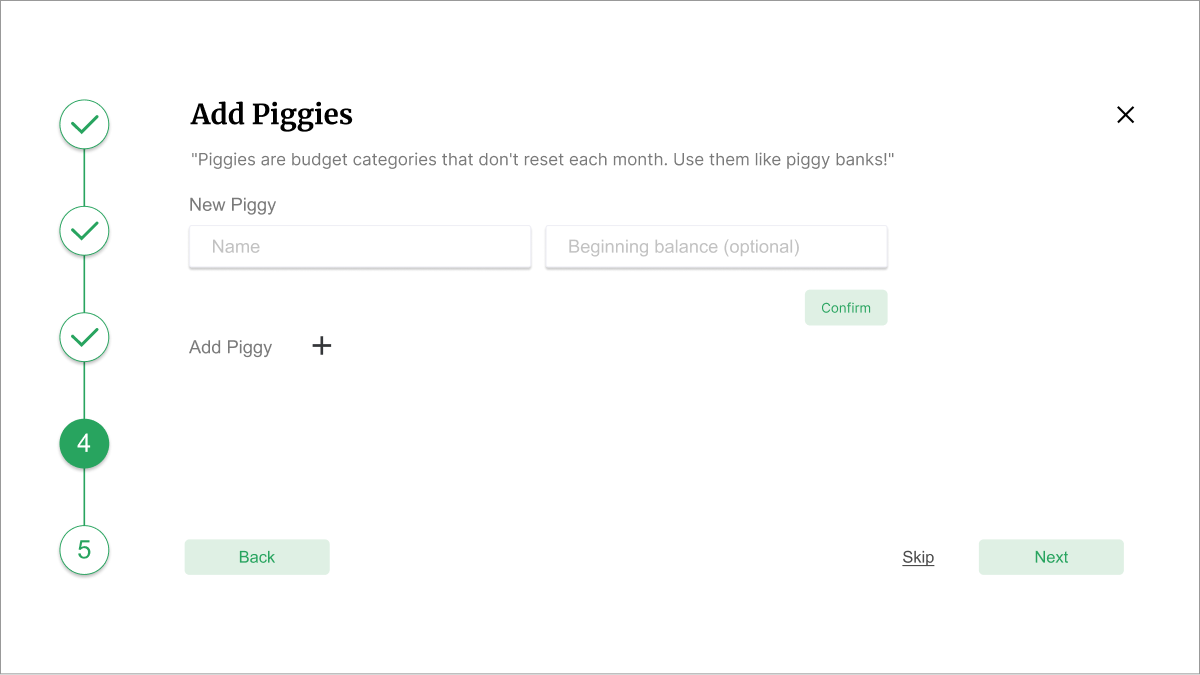 Add Piggies
"Piggies are budget categories that don't reset each month. Use them like piggy banks!"
New Piggy
Name
Beginning balance (optional)
Confirm
Add Piggy
4
5
Back
Skip
Next